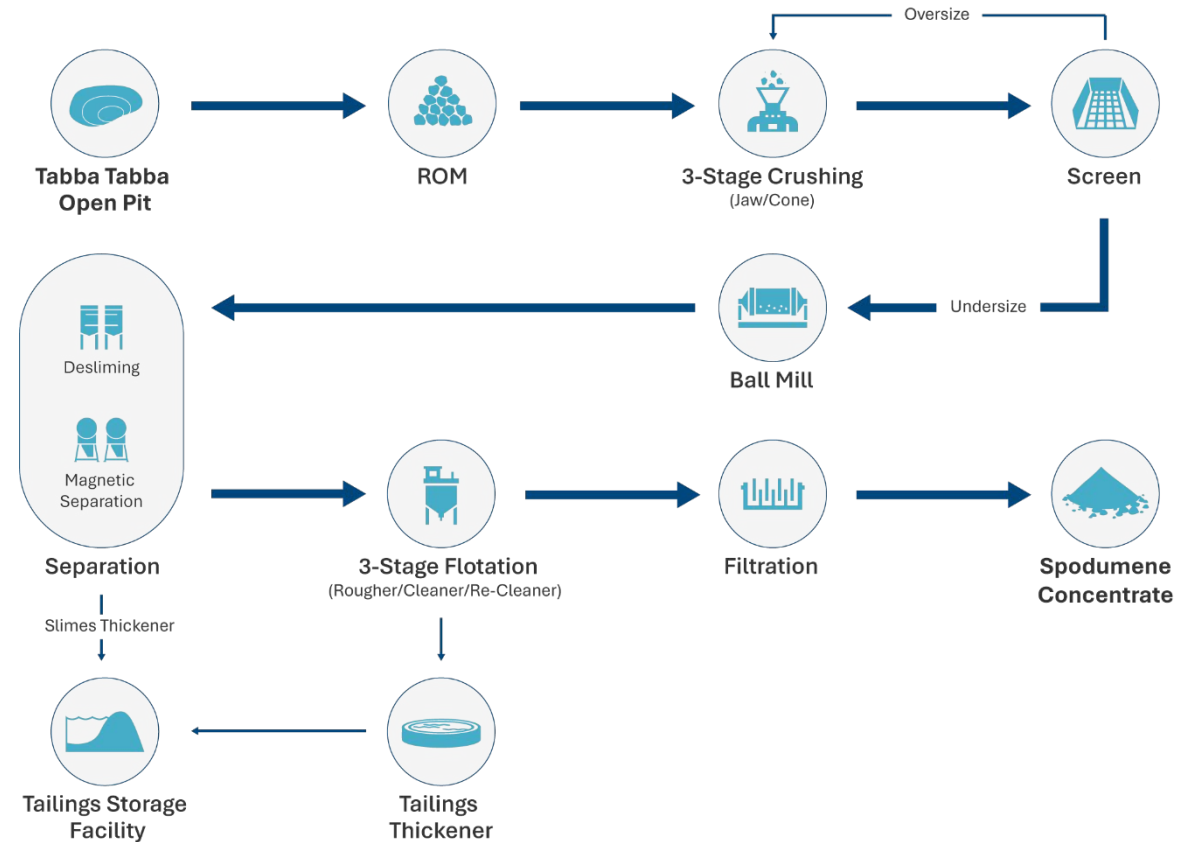 Oversize
Tabba Tabba
Open Pit
ROM
3-Stage Crushing
(Jaw/Cone)
Screen
Desliming
Magnetic
Separation
Separation
Ball Mill
Undersize
3-Stage Flotation
(Rougher/Cleaner/Re-Cleaner)
Filtration
Spodumene
Concentrate
Slimes Thickener
Tailings Storage
Facility
Tailings
Thickener